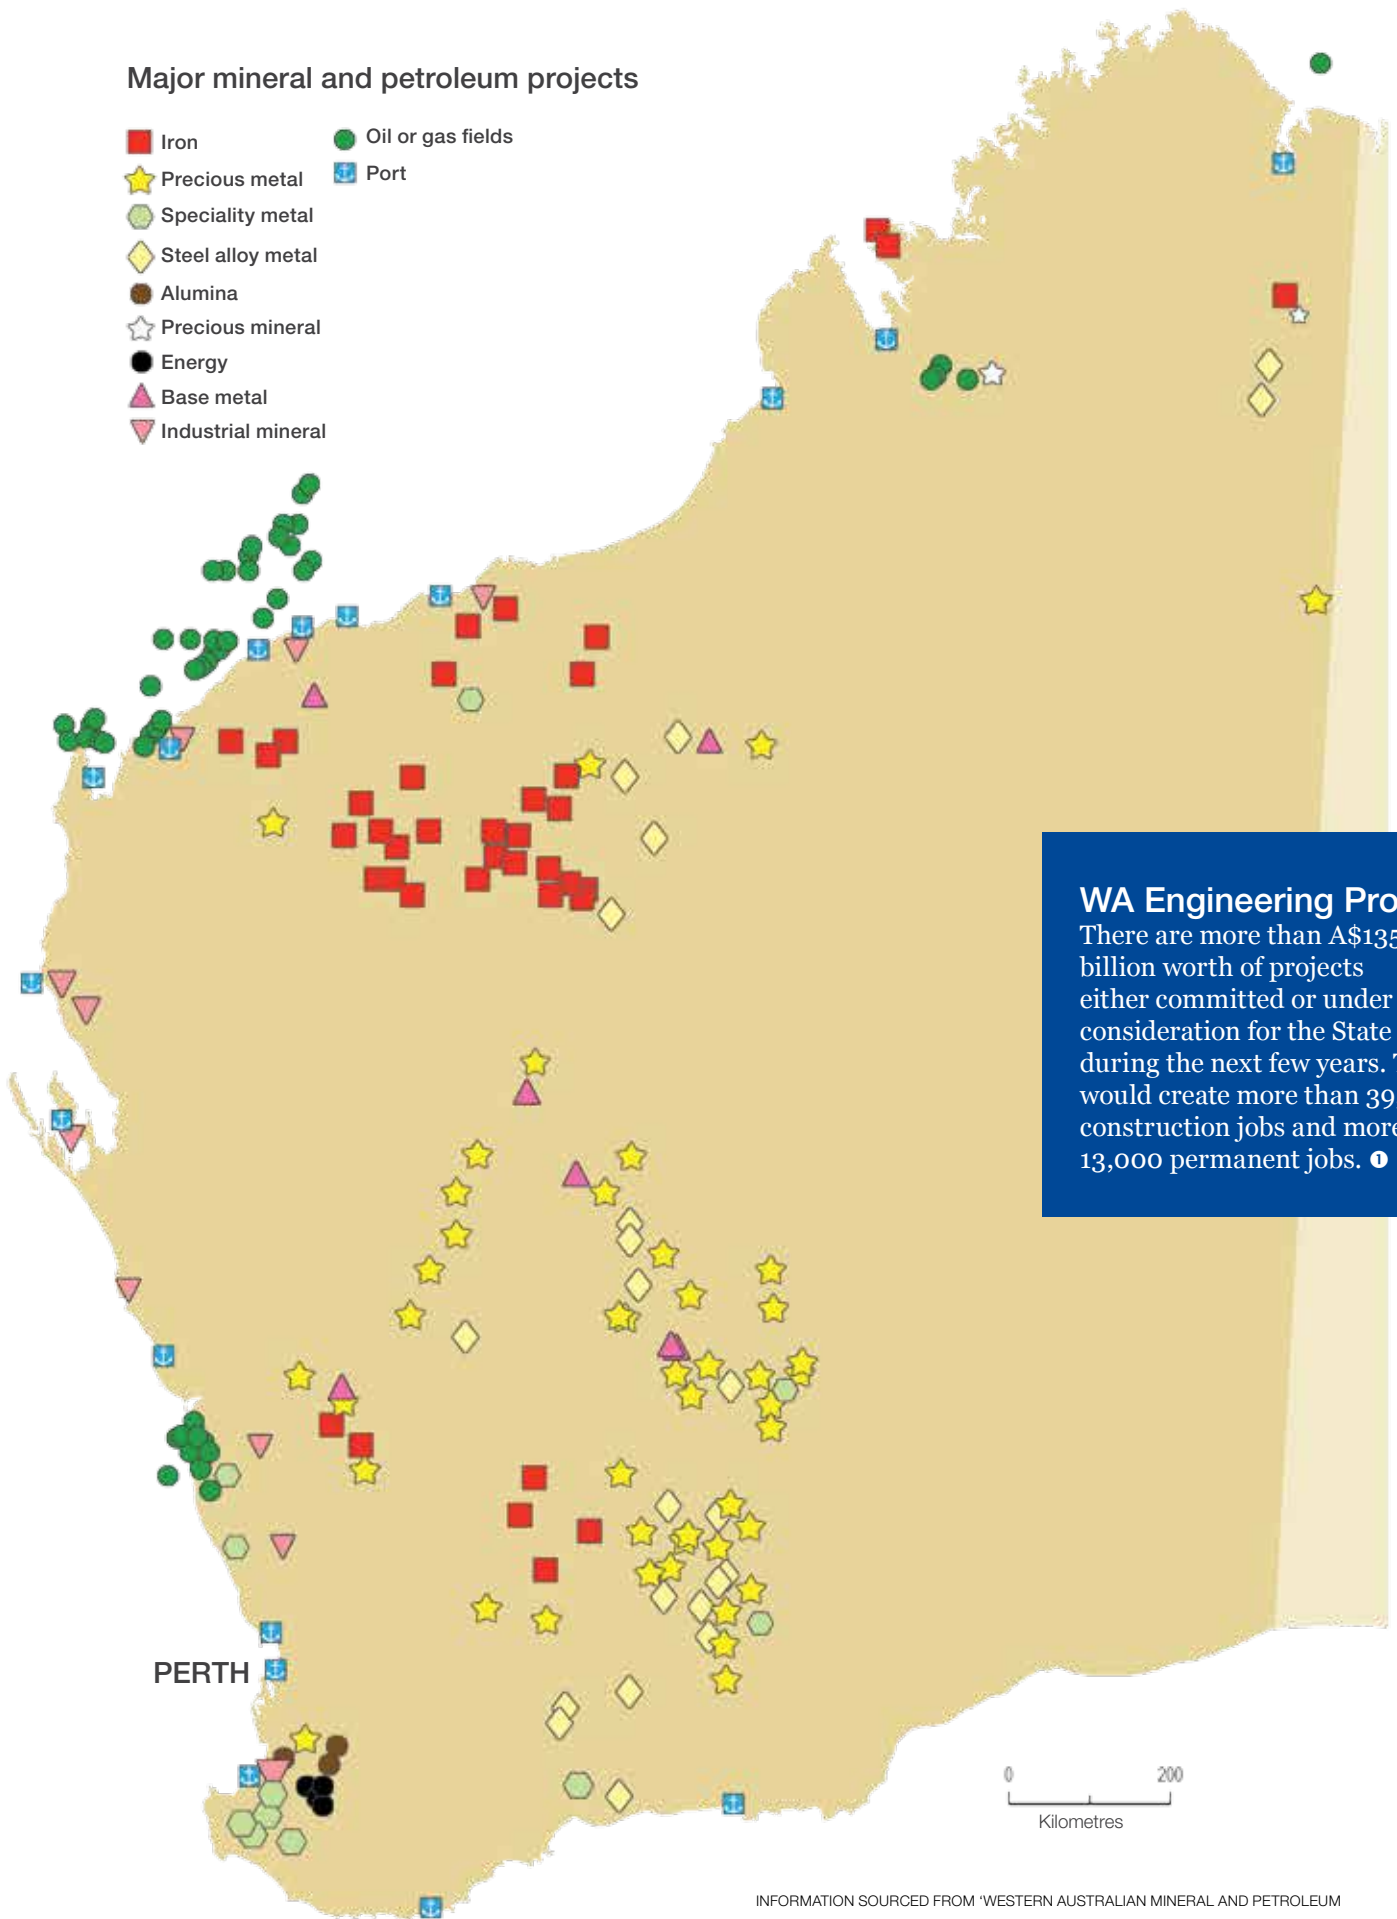 Major mineral and petroleum projects
Iron
Precious metal
Speciality metal
Steel alloy metal
Alumina
Precious mineral
Energy
Base metal
Industrial mineral
Oil or gas fields
Port
WA Engineering Pro
There are more than A$135
billion worth of projects
either committed or under
consideration for the State
during the next few years.
would create more than 39
construction jobs and more
13,000 permanent jobs. ❶
PERTH
0 200
Kilometres
INFORMATION SOURCED FROM ‘WESTERN AUSTRALIAN MINERAL AND PETROLEUM